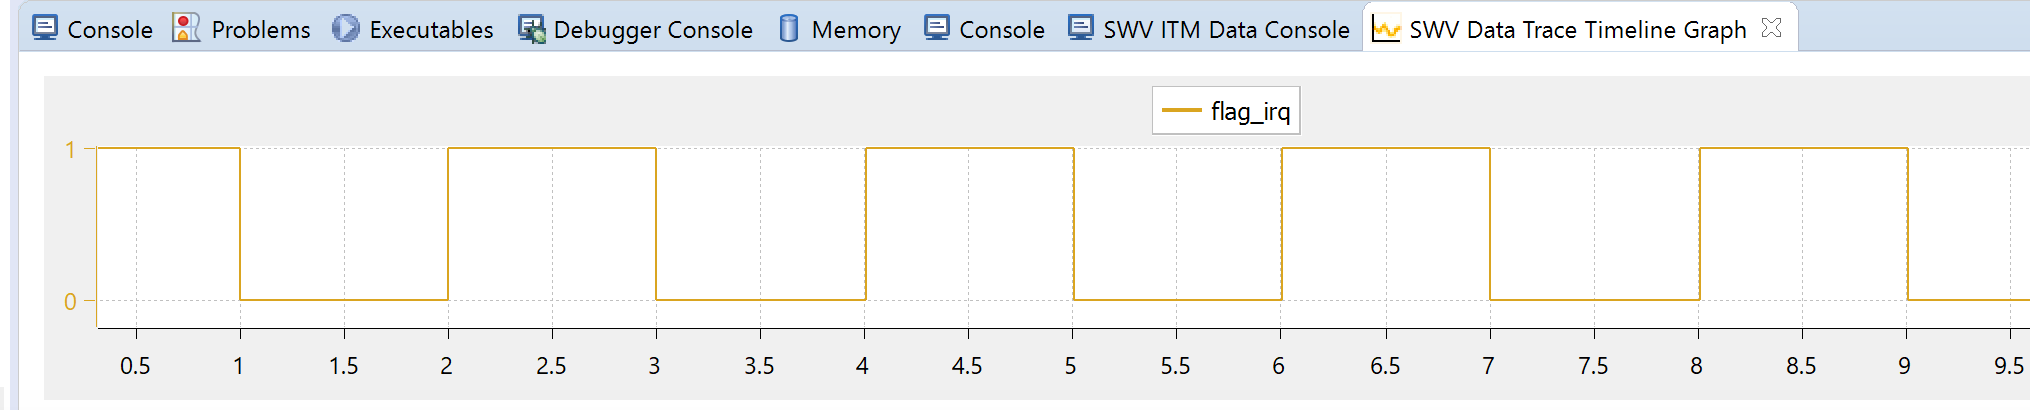 Console Problems Executables Debugger Console Memory Console SWV ITM Data Console SWV Data Trace Timeline Graph
flag_irq
1
0
0.5 1 1.5 2 2.5 3 3.5 4 4.5 5 5.5 6 6.5 7 7.5 8 8.5 9 9.5